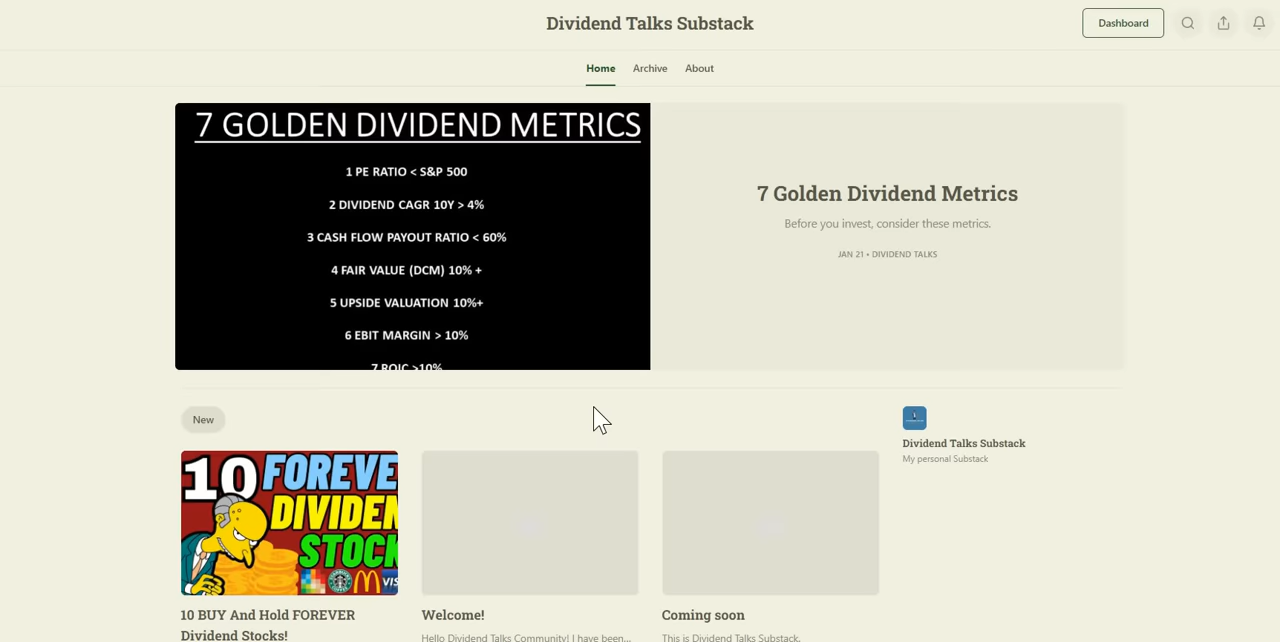 Dividend Talks Substack
Dashboard
Home
Archive
About
7 GOLDEN DIVIDEND METRICS
1 PE RATIO < S&P 500
2 DIVIDEND CAGR 10Y > 4%
3 CASH FLOW PAYOUT RATIO < 60%
4 FAIR VALUE (DCM) 10% +
5 UPSIDE VALUATION 10%+
6 EBIT MARGIN > 10%
7 ROIC >10%
7 Golden Dividend Metrics
Before you invest, consider these metrics.
JAN 21 • DIVIDEND TALKS
New
Dividend Talks Substack
My personal Substack
10 FOREVE
DIVIDEN
STOCK
VIS
10 BUY And Hold FOREVER
Dividend Stocks!
Welcome!
Hello Dividend Talks Community! I have been...
Coming soon
This is Dividend Talks Substack.